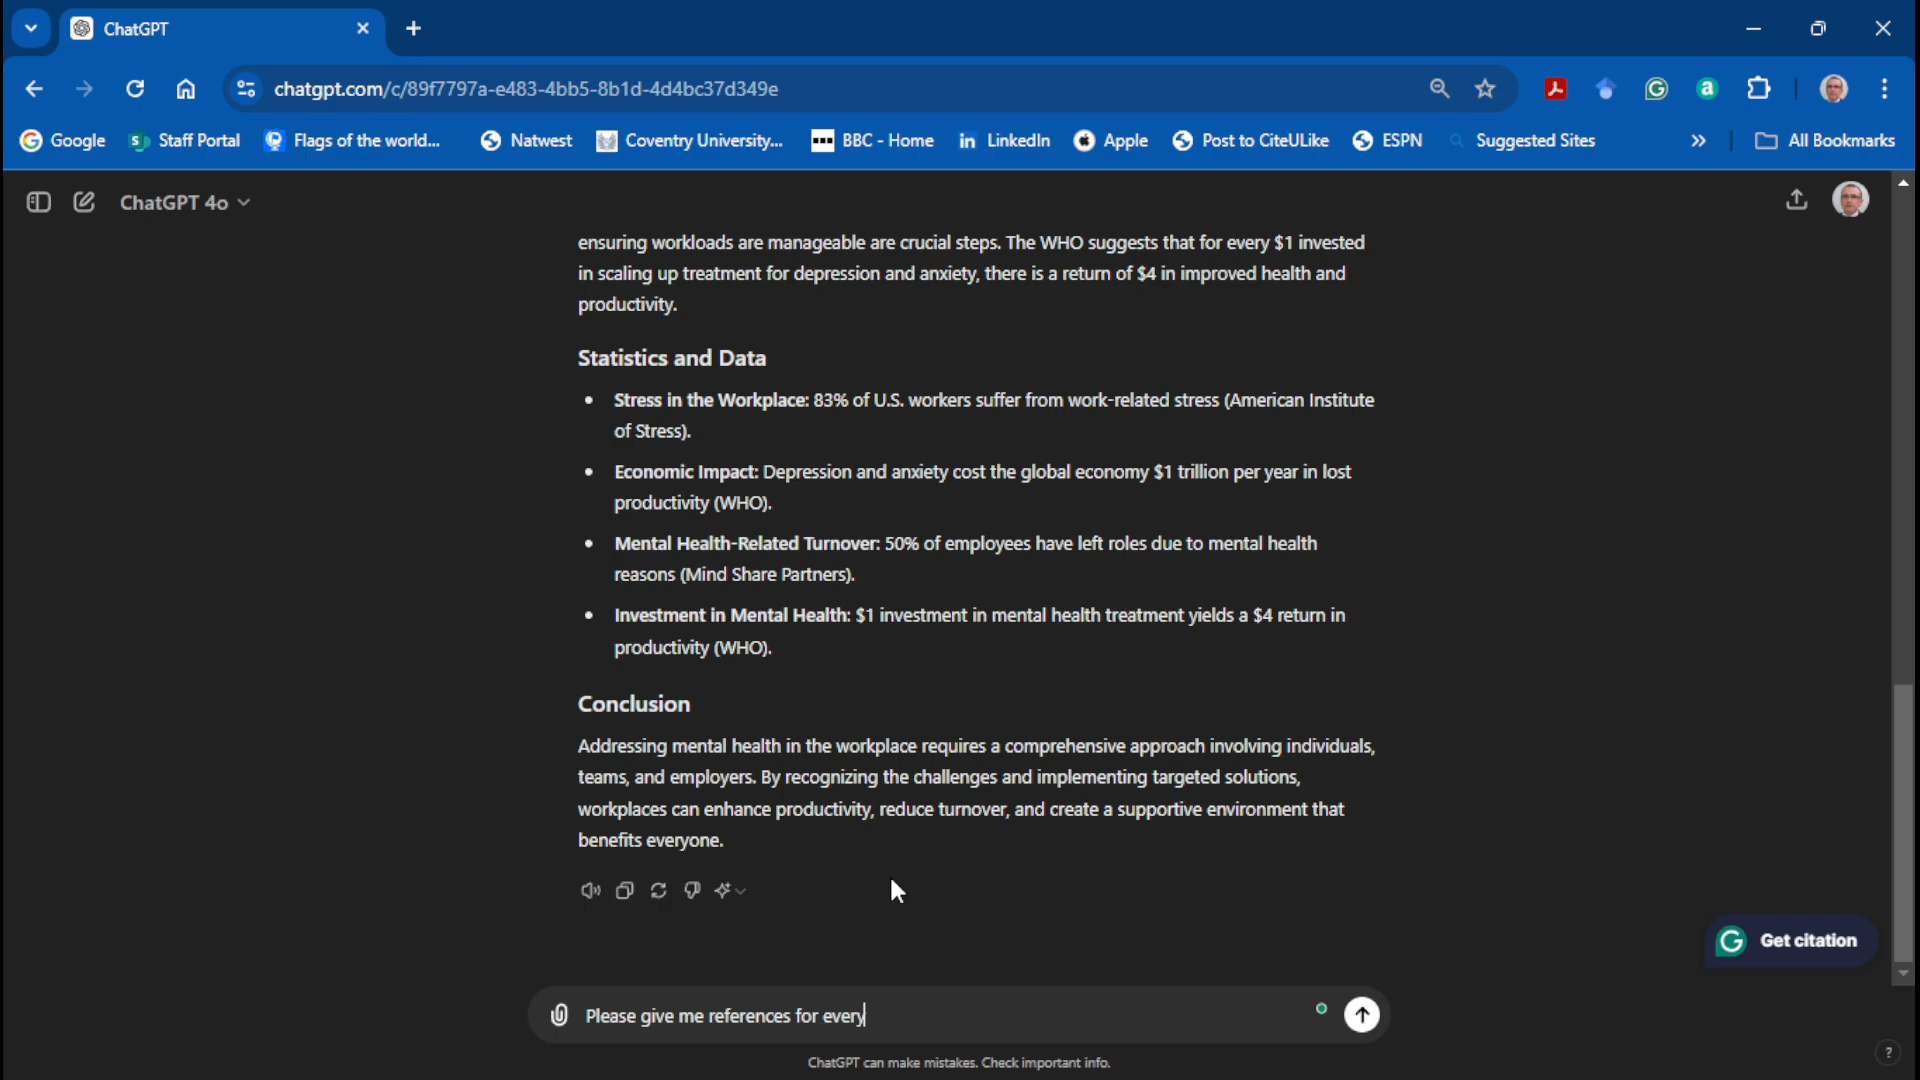 ChatGPT
chatgpt.com/c/89f7797a-e483-4bb5-8b1d-4d4bc37d349e
Google Staff Portal Flags of the world... Natwest Coventry University... BBC - Home LinkedIn Apple Post to CiteULike ESPN Suggested Sites » All Bookmarks
ChatGPT 4o
ensuring workloads are manageable are crucial steps. The WHO suggests that for every $1 invested
in scaling up treatment for depression and anxiety, there is a return of $4 in improved health and
productivity.
Statistics and Data
• Stress in the Workplace: 83% of U.S. workers suffer from work-related stress (American Institute
of Stress).
• Economic Impact: Depression and anxiety cost the global economy $1 trillion per year in lost
productivity (WHO).
• Mental Health-Related Turnover: 50% of employees have left roles due to mental health
reasons (Mind Share Partners).
• Investment in Mental Health: $1 investment in mental health treatment yields a $4 return in
productivity (WHO).
Conclusion
Addressing mental health in the workplace requires a comprehensive approach involving individuals,
teams, and employers. By recognizing the challenges and implementing targeted solutions,
workplaces can enhance productivity, reduce turnover, and create a supportive environment that
benefits everyone.
Get citation
Please give me references for every
ChatGPT can make mistakes. Check important info.
?